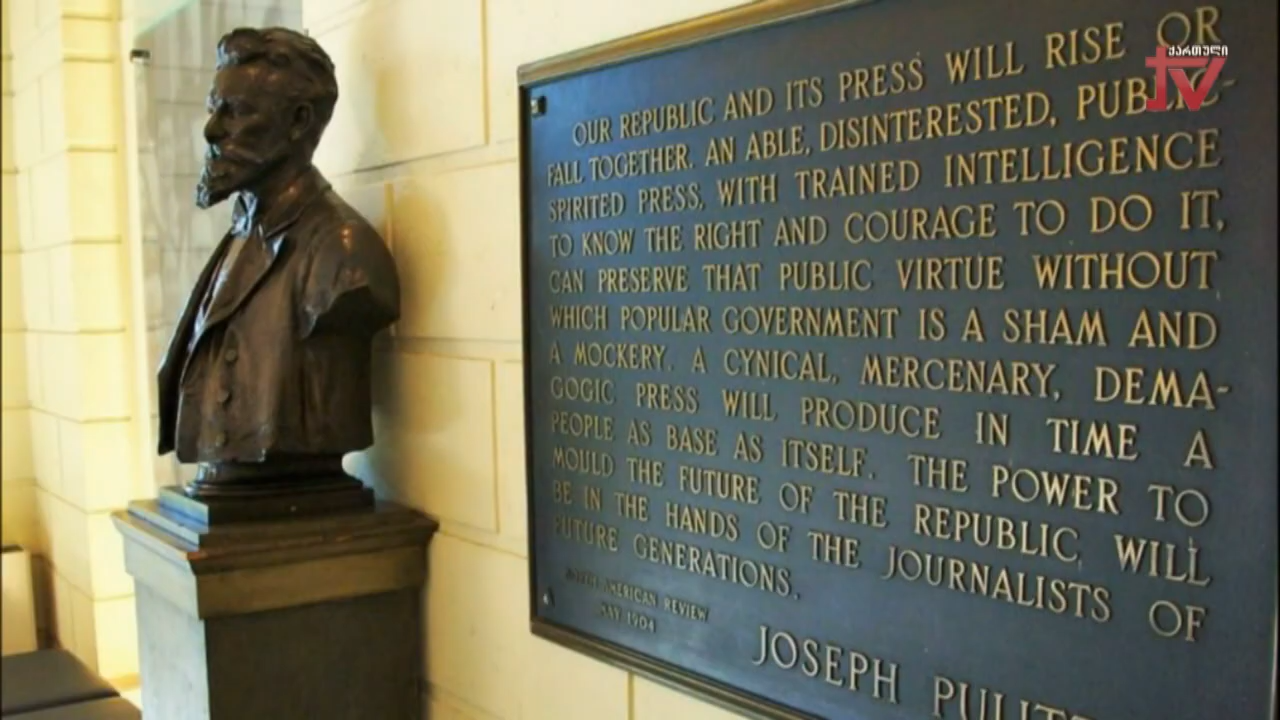 ქართული
TV
OUR REPUBLIC AND ITS PRESS WILL RISE OR
FALL TOGETHER. AN ABLE, DISINTERESTED, PUBLIC-
SPIRITED PRESS, WITH TRAINED INTELLIGENCE
TO KNOW THE RIGHT AND COURAGE TO DO IT,
CAN PRESERVE THAT PUBLIC VIRTUE WITHOUT
WHICH POPULAR GOVERNMENT IS A SHAM AND
A MOCKERY. A CYNICAL, MERCENARY, DEMA-
GOGIC PRESS WILL PRODUCE IN TIME A
PEOPLE AS BASE AS ITSELF. THE POWER TO
MOULD THE FUTURE OF THE REPUBLIC WILL
BE IN THE HANDS OF THE JOURNALISTS OF
FUTURE GENERATIONS.
NORTH AMERICAN REVIEW
MAY 1904
JOSEPH PULIT